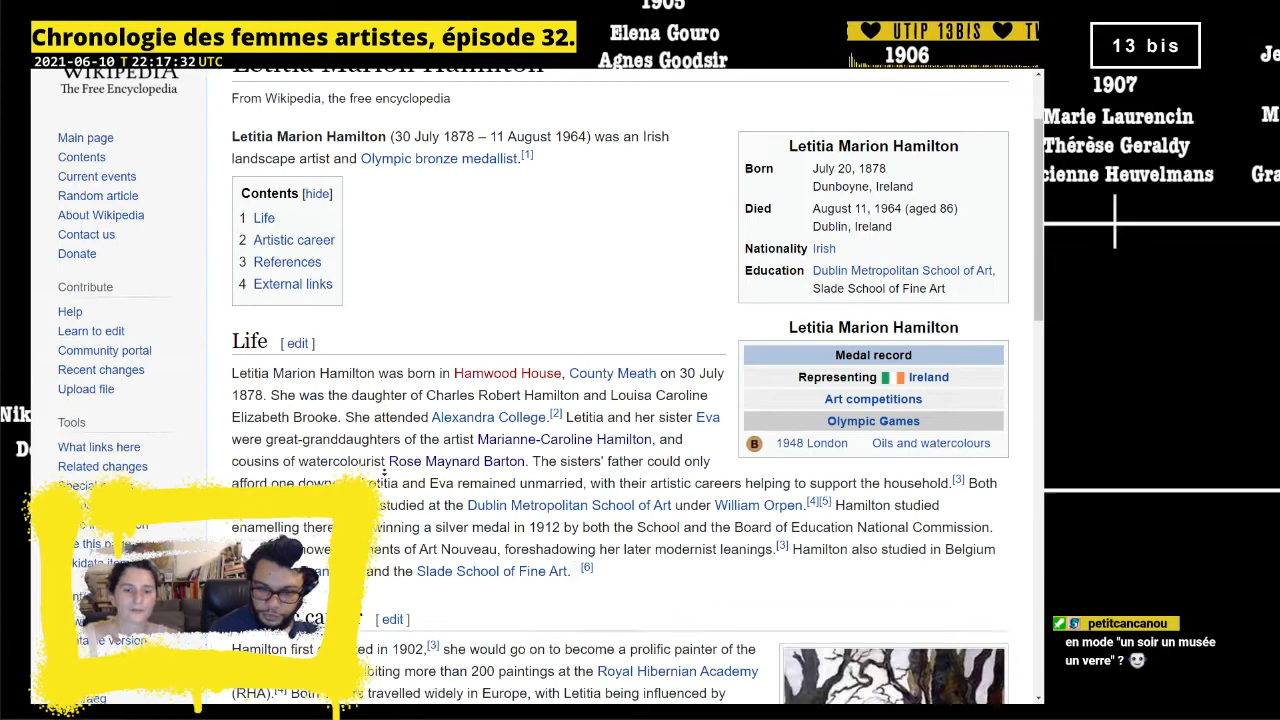 1905
Elena Gouro
Agnes Goodsir
Chronologie des femmes artistes, épisode 32.
2021-06-10 T 22:17:32 UTC
UTIP 13BIS
1906
13 bis
1907
Marie Laurencin
Thérèse Geraldy
cienne Heuvelmans
WIKIPEDIA
The Free Encyclopedia
Main page
Contents
Current events
Random article
About Wikipedia
Contact us
Donate
Contribute
Help
Learn to edit
Community portal
Recent changes
Upload file
Tools
What links here
Related changes
Letitia Marion Hamilton
From Wikipedia, the free encyclopedia
Letitia Marion Hamilton (30 July 1878 – 11 August 1964) was an Irish
landscape artist and Olympic bronze medallist.[1]
Contents [hide]
1 Life
2 Artistic career
3 References
4 External links
Letitia Marion Hamilton
Born July 20, 1878
Dunboyne, Ireland
Died August 11, 1964 (aged 86)
Dublin, Ireland
Nationality Irish
Education Dublin Metropolitan School of Art,
Slade School of Fine Art
Letitia Marion Hamilton
Medal record
Representing Ireland
Art competitions
Olympic Games
B 1948 London Oils and watercolours
Life [ edit ]
Letitia Marion Hamilton was born in Hamwood House, County Meath on 30 July
1878. She was the daughter of Charles Robert Hamilton and Louisa Caroline
Elizabeth Brooke. She attended Alexandra College.[2] Letitia and her sister Eva
were great-granddaughters of the artist Marianne-Caroline Hamilton, and
cousins of watercolourist Rose Maynard Barton. The sisters' father could only
afford one and Eva remained unmarried, with their artistic careers helping to support the household.[3] Both
studied at the Dublin Metropolitan School of Art under William Orpen.[4][5] Hamilton studied
enamelling winning a silver medal in 1912 by both the School and the Board of Education National Commission.
of Art Nouveau, foreshadowing her later modernist leanings.[3] Hamilton also studied in Belgium
and the Slade School of Fine Art. [6]
[ edit ]
Hamilton first in 1902,[3] she would go on to become a prolific painter of the
more than 200 paintings at the Royal Hibernian Academy
(RHA).[4] travelled widely in Europe, with Letitia being influenced by
petitcancanou
en mode "un soir un musée
un verre" ?